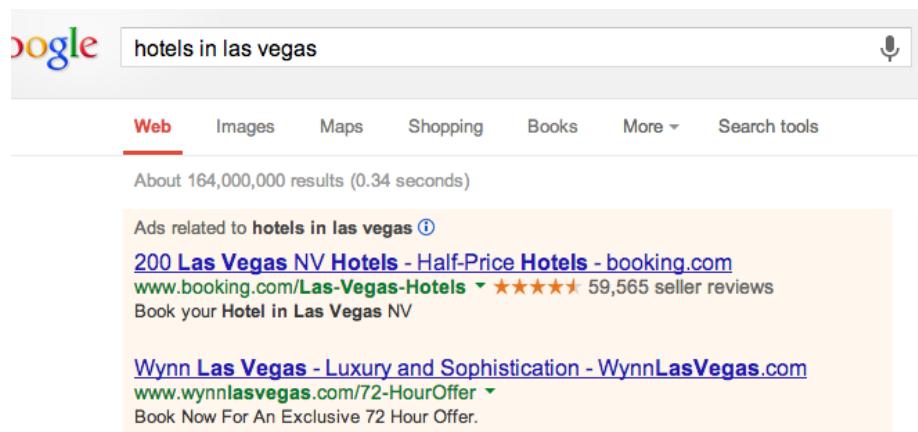 oogle
hotels in las vegas
Web Images Maps Shopping Books More Search tools
About 164,000,000 results (0.34 seconds)
Ads related to hotels in las vegas
200 Las Vegas NV Hotels - Half-Price Hotels - booking.com
www.booking.com/Las-Vegas-Hotels 59,565 seller reviews
Book your Hotel in Las Vegas NV
Wynn Las Vegas - Luxury and Sophistication - WynnLasVegas.com
www.wynnlasvegas.com/72-HourOffer
Book Now For An Exclusive 72 Hour Offer.